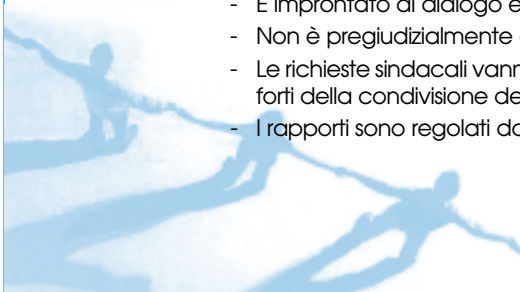 - È improntato al dialogo e
- Non è pregiudizialmente
- Le richieste sindacali vann
forti della condivisione de
- I rapporti sono regolati da